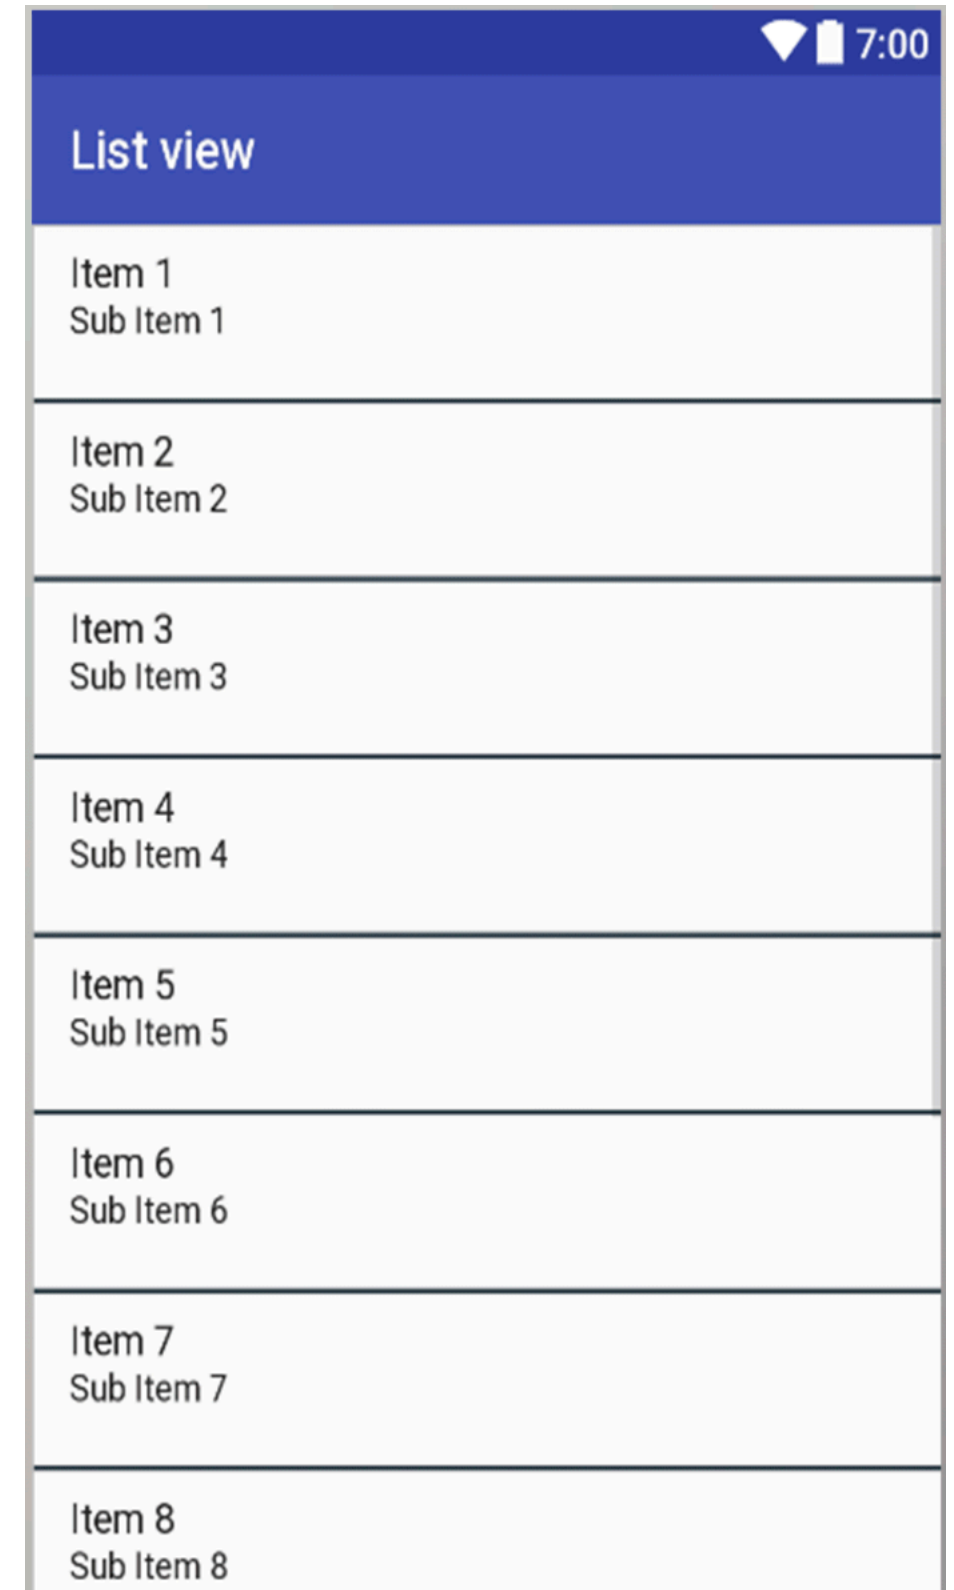 7:00
List view
Item 1
Sub Item 1
Item 2
Sub Item 2
Item 3
Sub Item 3
Item 4
Sub Item 4
Item 5
Sub Item 5
Item 6
Sub Item 6
Item 7
Sub Item 7
Item 8
Sub Item 8